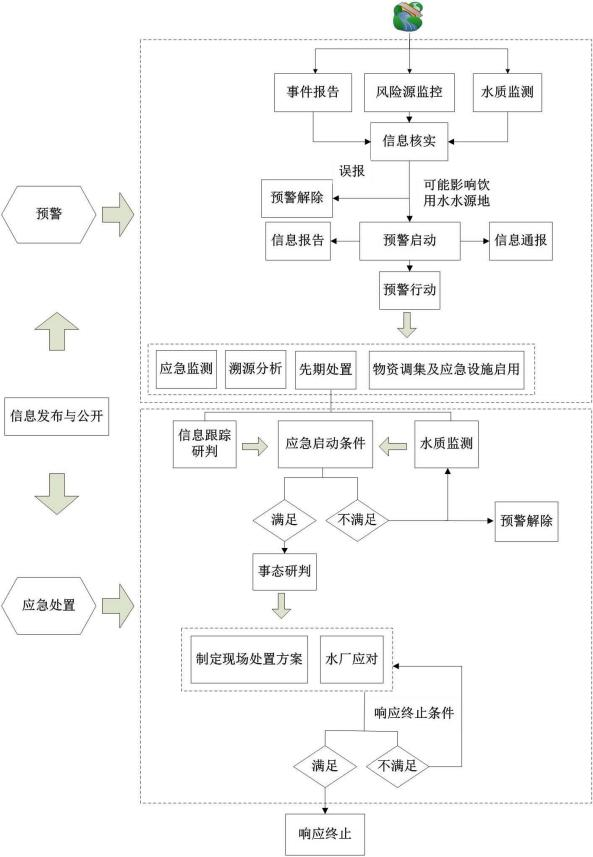 事件报告
风险源监控
水质监测
信息核实
误报
预警解除
可能影响饮
用水水源地
预警
信息报告
预警启动
信息通报
预警行动
应急监测
溯源分析
先期处置
物资调集及应急设施启用
信息发布与公开
信息跟踪
研判
应急启动条件
水质监测
满足
不满足
预警解除
事态研判
应急处置
制定现场处置方案
水厂应对
响应终止条件
满足
不满足
响应终止